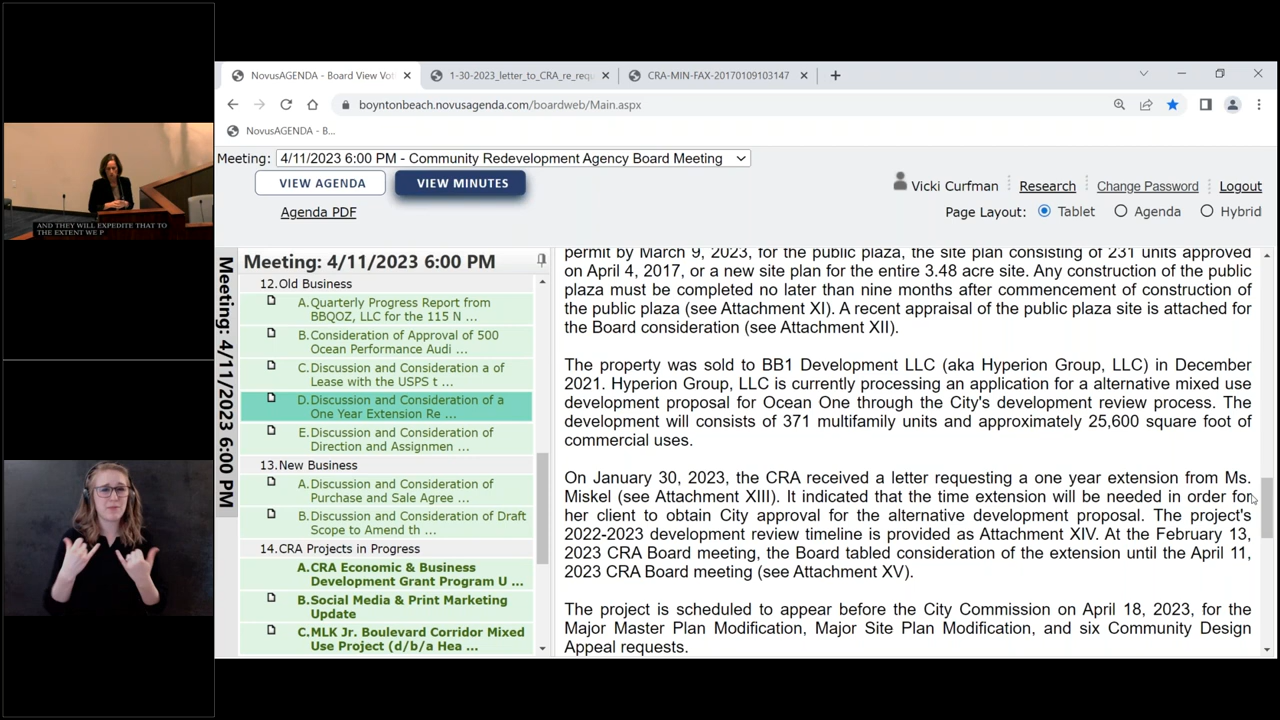 NovusAGENDA - Board View Vot
1-30-2023_letter_to_CRA_re_requ
CRA-MIN-FAX-20170109103147
boyntonbeach.novusagenda.com/boardweb/Main.aspx
NovusAGENDA - B...
Meeting: 4/11/2023 6:00 PM - Community Redevelopment Agency Board Meeting
VIEW AGENDA VIEW MINUTES
Agenda PDF
Vicki Curfman Research Change Password Logout
Page Layout: Tablet Agenda Hybrid
AND THEY WILL EXPEDITE THAT TO
THE EXTENT WE P
Meeting: 4/11/2023 6:00 PM
Meeting: 4/11/2023 6:00 PM
12.Old Business
A.Quarterly Progress Report from
BBQOZ, LLC for the 115 N ...
B.Consideration of Approval of 500
Ocean Performance Audi ...
C.Discussion and Consideration a of
Lease with the USPS t ...
D.Discussion and Consideration of a
One Year Extension Re ...
E.Discussion and Consideration of
Direction and Assignmen ...
13.New Business
A.Discussion and Consideration of
Purchase and Sale Agree ...
B.Discussion and Consideration of Draft
Scope to Amend th ...
14.CRA Projects in Progress
A.CRA Economic & Business
Development Grant Program U ...
B.Social Media & Print Marketing
Update
C.MLK Jr. Boulevard Corridor Mixed
Use Project (d/b/a Hea ...
permit by March 9, 2023, for the public plaza, the site plan consisting of 231 units approved
on April 4, 2017, or a new site plan for the entire 3.48 acre site. Any construction of the public
plaza must be completed no later than nine months after commencement of construction of
the public plaza (see Attachment XI). A recent appraisal of the public plaza site is attached for
the Board consideration (see Attachment XII).
The property was sold to BB1 Development LLC (aka Hyperion Group, LLC) in December
2021. Hyperion Group, LLC is currently processing an application for a alternative mixed use
development proposal for Ocean One through the City's development review process. The
development will consists of 371 multifamily units and approximately 25,600 square foot of
commercial uses.
On January 30, 2023, the CRA received a letter requesting a one year extension from Ms.
Miskel (see Attachment XIII). It indicated that the time extension will be needed in order for
her client to obtain City approval for the alternative development proposal. The project's
2022-2023 development review timeline is provided as Attachment XIV. At the February 13,
2023 CRA Board meeting, the Board tabled consideration of the extension until the April 11,
2023 CRA Board meeting (see Attachment XV).
The project is scheduled to appear before the City Commission on April 18, 2023, for the
Major Master Plan Modification, Major Site Plan Modification, and six Community Design
Appeal requests.